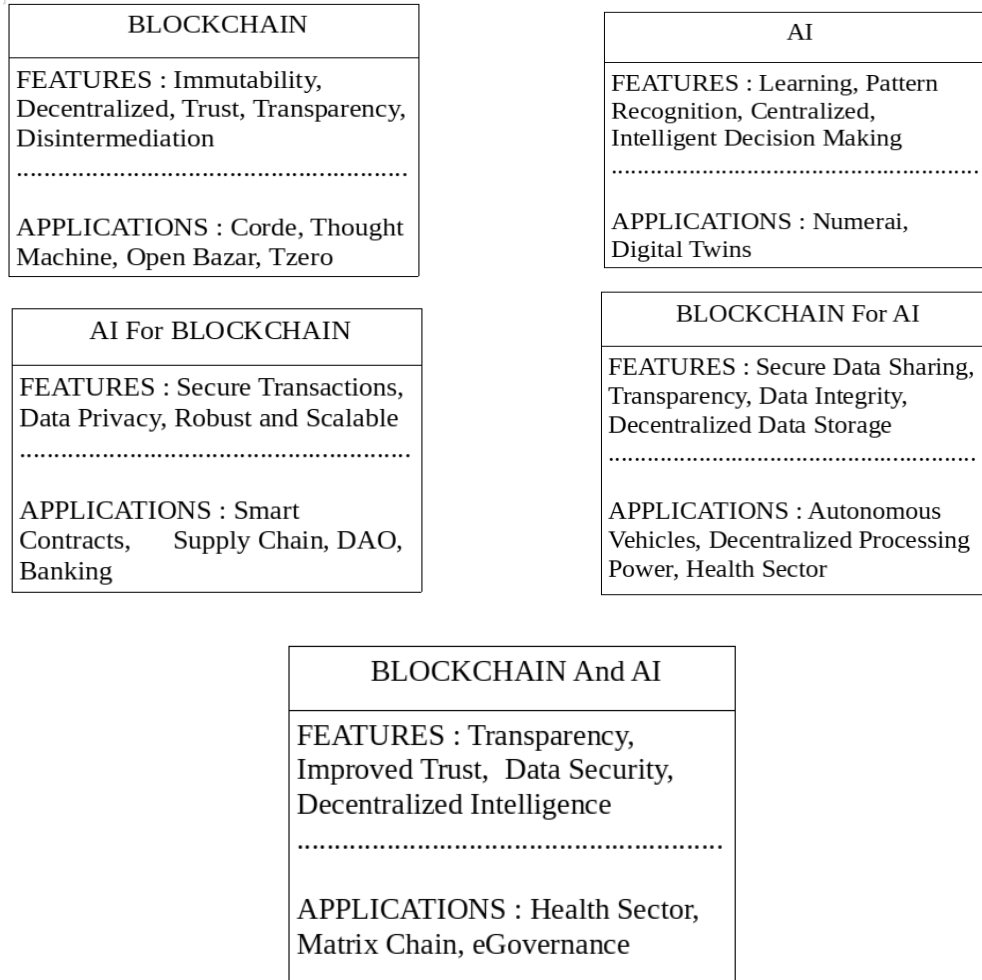 BLOCKCHAIN
FEATURES : Immutability,
Decentralized, Trust, Transparency,
Disintermediation
.........................................................
APPLICATIONS : Corde, Thought
Machine, Open Bazar, Tzero
AI
FEATURES : Learning, Pattern
Recognition, Centralized,
Intelligent Decision Making
.........................................................
APPLICATIONS : Numerai,
Digital Twins
AI For BLOCKCHAIN
FEATURES : Secure Transactions,
Data Privacy, Robust and Scalable
.........................................................
APPLICATIONS : Smart
Contracts, Supply Chain, DAO,
Banking
BLOCKCHAIN For AI
FEATURES : Secure Data Sharing,
Transparency, Data Integrity,
Decentralized Data Storage
.........................................................
APPLICATIONS : Autonomous
Vehicles, Decentralized Processing
Power, Health Sector
BLOCKCHAIN And AI
FEATURES : Transparency,
Improved Trust, Data Security,
Decentralized Intelligence
.........................................................
APPLICATIONS : Health Sector,
Matrix Chain, eGovernance